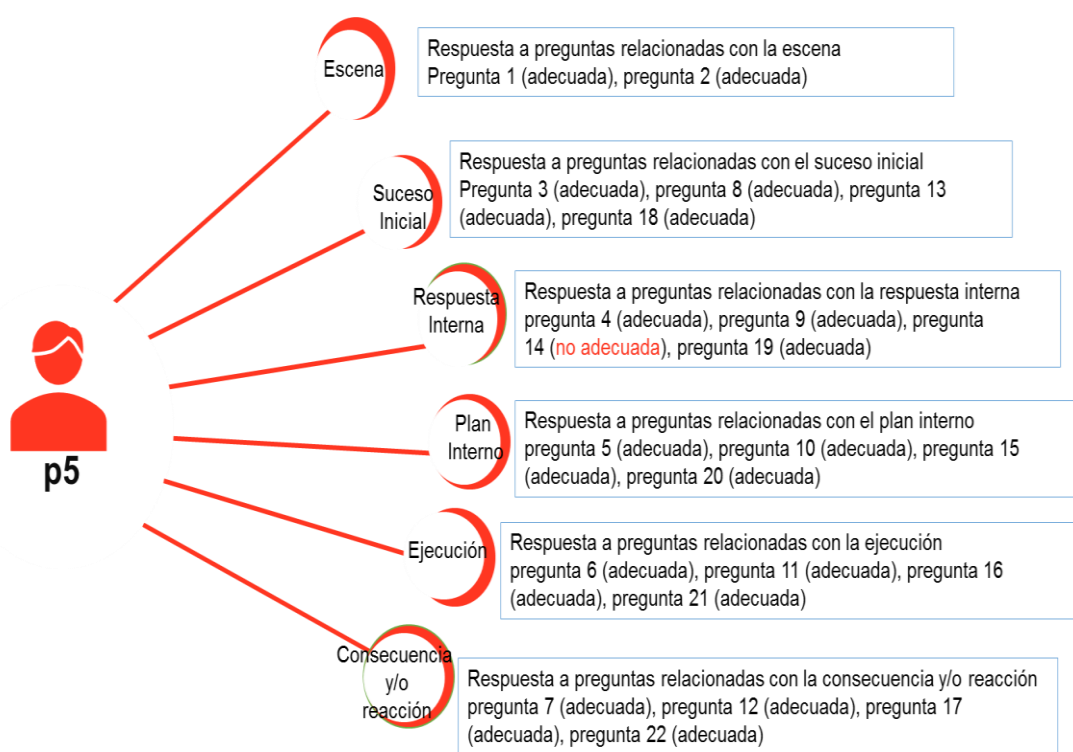 Escena
Respuesta a preguntas relacionadas con la escena
Pregunta 1 (adecuada), pregunta 2 (adecuada)
Suceso
Inicial
Respuesta a preguntas relacionadas con el suceso inicial
Pregunta 3 (adecuada), pregunta 8 (adecuada), pregunta 13
(adecuada), pregunta 18 (adecuada)
Respuesta
Interna
Respuesta a preguntas relacionadas con la respuesta interna
pregunta 4 (adecuada), pregunta 9 (adecuada), pregunta
14 (no adecuada), pregunta 19 (adecuada)
p5
Plan
Interno
Respuesta a preguntas relacionadas con el plan interno
pregunta 5 (adecuada), pregunta 10 (adecuada), pregunta 15
(adecuada), pregunta 20 (adecuada)
Ejecución
Respuesta a preguntas relacionadas con la ejecución
pregunta 6 (adecuada), pregunta 11 (adecuada), pregunta 16
(adecuada), pregunta 21 (adecuada)
Consecuencia
y/o
reacción
Respuesta a preguntas relacionadas con la consecuencia y/o reacción
pregunta 7 (adecuada), pregunta 12 (adecuada), pregunta 17
(adecuada), pregunta 22 (adecuada)